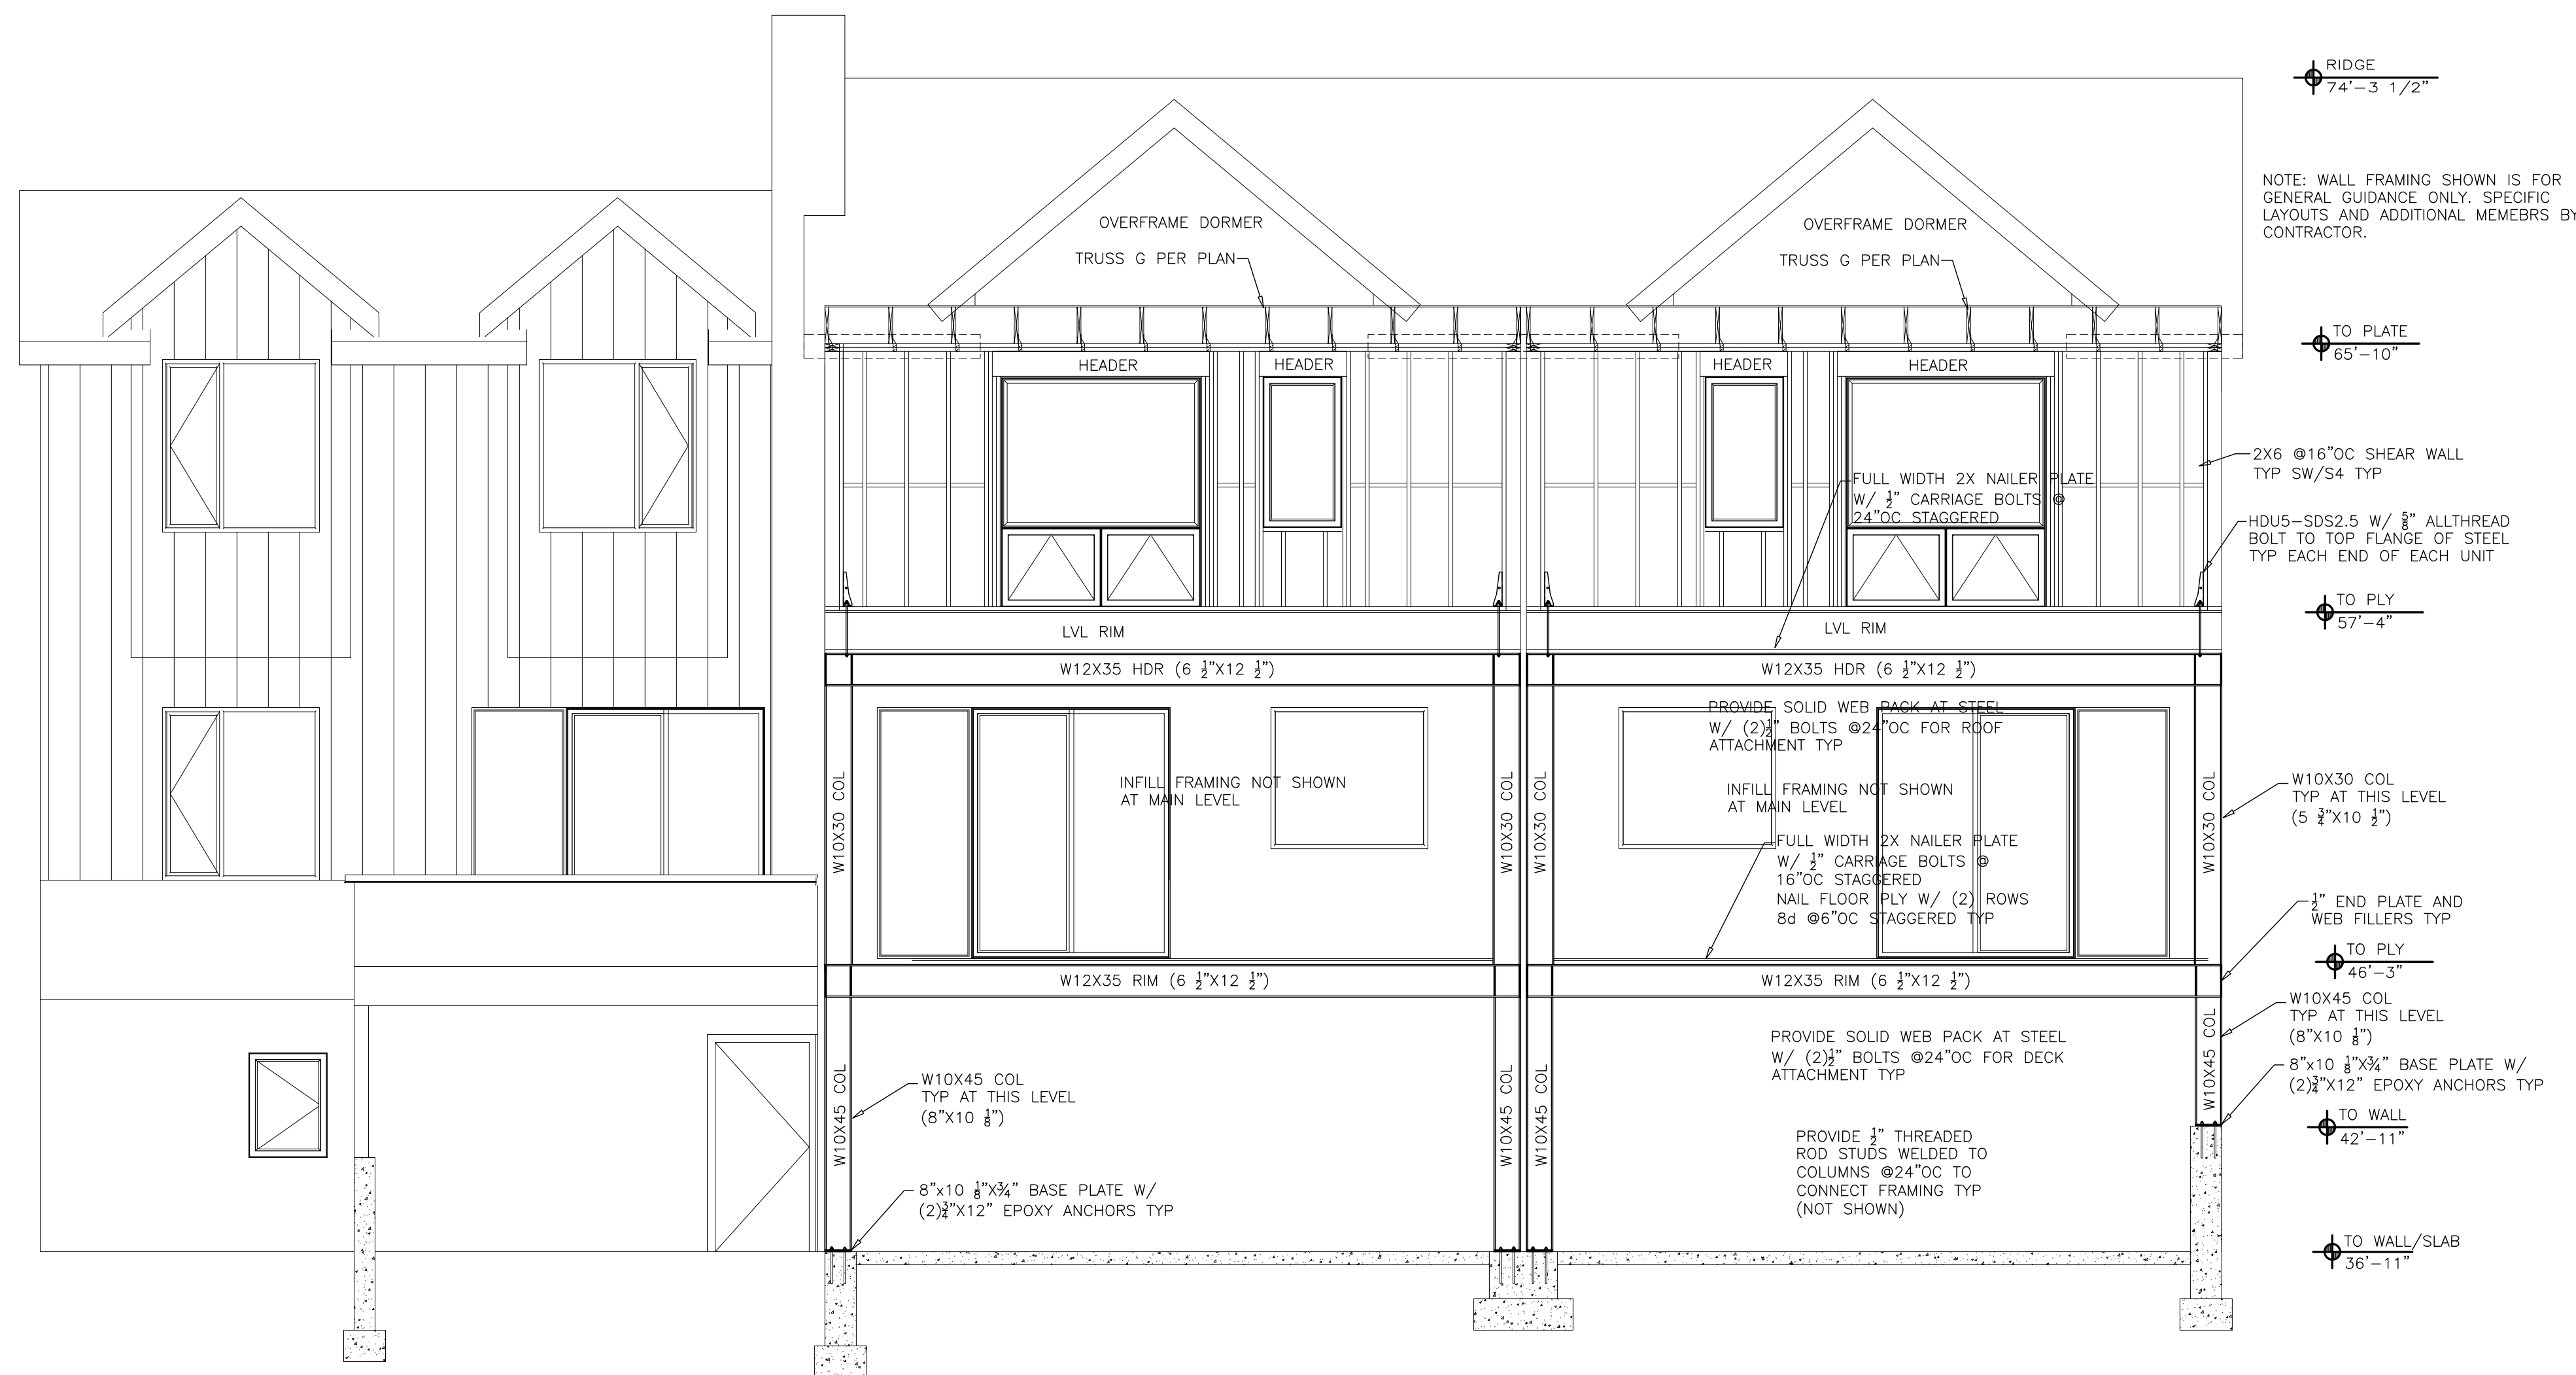 RIDGE
74'-3 1/2"
NOTE: WALL FRAMING SHOWN IS FOR
GENERAL GUIDANCE ONLY. SPECIFIC
LAYOUTS AND ADDITIONAL MEMEBRS BY
CONTRACTOR.
OVERFRAME DORMER
TRUSS G PER PLAN
OVERFRAME DORMER
TRUSS G PER PLAN
TO PLATE
65'-10"
HEADER
HEADER
HEADER
HEADER
2X6 @16"OC SHEAR WALL
TYP SW/S4 TYP
FULL WIDTH 2X NAILER PLATE
W/ 1/2" CARRIAGE BOLTS @
24"OC STAGGERED
HDU5-SDS2.5 W/ 5/8" ALLTHREAD
BOLT TO TOP FLANGE OF STEEL
TYP EACH END OF EACH UNIT
TO PLY
57'-4"
LVL RIM
LVL RIM
W12X35 HDR (6 1/2"X12 1/2")
W12X35 HDR (6 1/2"X12 1/2")
PROVIDE SOLID WEB PACK AT STEEL
W/ (2)1/2" BOLTS @24"OC FOR ROOF
ATTACHMENT TYP
INFILL FRAMING NOT SHOWN
AT MAIN LEVEL
INFILL FRAMING NOT SHOWN
AT MAIN LEVEL
W10X30 COL
W10X30 COL
W10X30 COL
W10X30 COL
W10X30 COL
TYP AT THIS LEVEL
(5 3/4"X10 1/2")
FULL WIDTH 2X NAILER PLATE
W/ 1/2" CARRIAGE BOLTS @
16"OC STAGGERED
NAIL FLOOR PLY W/ (2) ROWS
8d @6"OC STAGGERED TYP
1/2" END PLATE AND
WEB FILLERS TYP
TO PLY
46'-3"
W12X35 RIM (6 1/2"X12 1/2")
W12X35 RIM (6 1/2"X12 1/2")
W10X45 COL
TYP AT THIS LEVEL
(8"X10 1/8")
PROVIDE SOLID WEB PACK AT STEEL
W/ (2)1/2" BOLTS @24"OC FOR DECK
ATTACHMENT TYP
8"x10 1/8"X3/4" BASE PLATE W/
(2)3/4"X12" EPOXY ANCHORS TYP
W10X45 COL
TYP AT THIS LEVEL
(8"X10 1/8")
W10X45 COL
W10X45 COL
W10X45 COL
W10X45 COL
TO WALL
42'-11"
PROVIDE 1/2" THREADED
ROD STUDS WELDED TO
COLUMNS @24"OC TO
CONNECT FRAMING TYP
(NOT SHOWN)
8"x10 1/8"X3/4" BASE PLATE W/
(2)3/4"X12" EPOXY ANCHORS TYP
TO WALL/SLAB
36'-11"